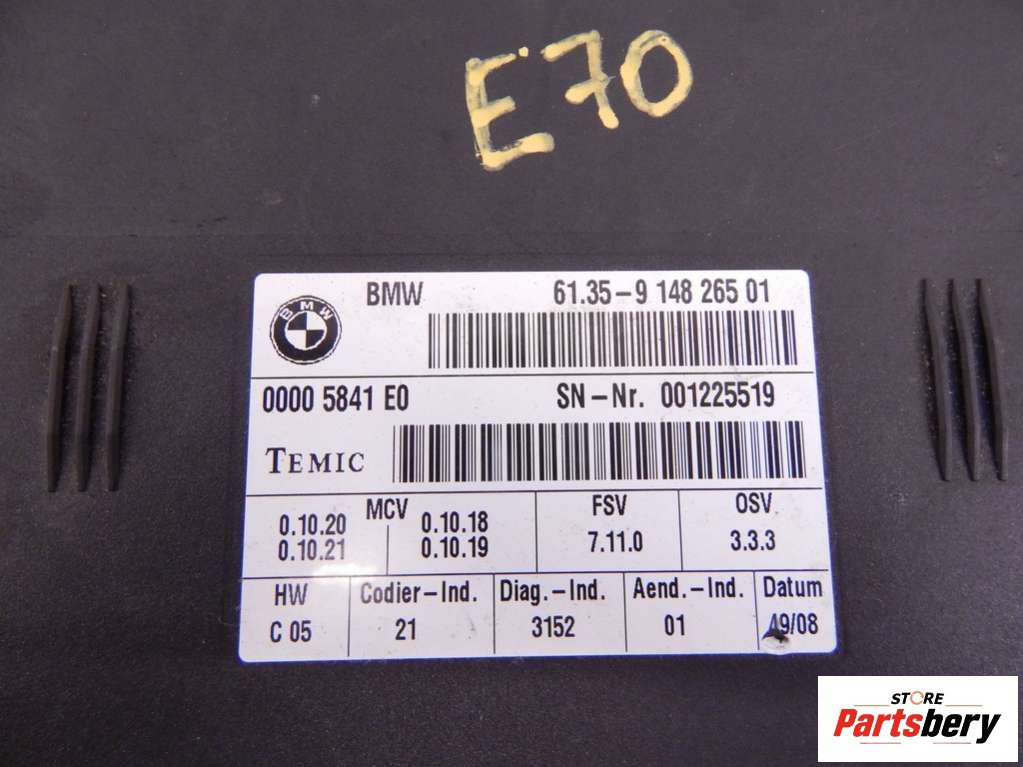 E70
BMW 61.35-9 148 265 01
BMW
0000 5841 E0 SN-Nr. 001225519
TEMIC
MCV FSV OSV
0.10.20 0.10.18 7.11.0 3.3.3
0.10.21 0.10.19
HW Codier-Ind. Diag.-Ind. Aend.-Ind. Datum
C 05 21 3152 01 49/08
STORE
Partsbery